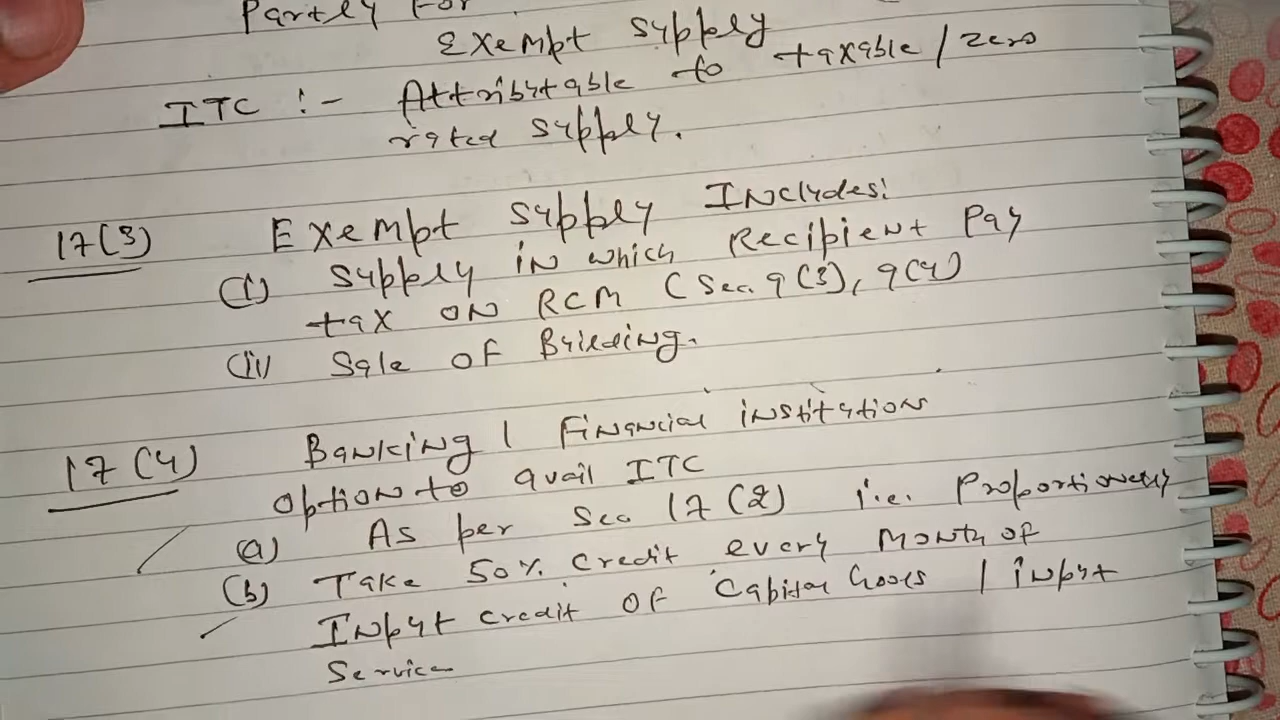 Partly For
Exempt supply
ITC :- Attributable to taxable / zero
rated supply.
17(3) Exempt supply Includes:
(i) supply in which Recipient Pay
tax on RCM (Sec. 9(3), 9(4)
(ii) Sale of Building.
17(4) Banking / Financial institution
option to avail ITC
(a) As per Sec 17(2) i.e. Proportionately
(b) Take 50% credit every month of
Input credit of Capital Goods / input
Service